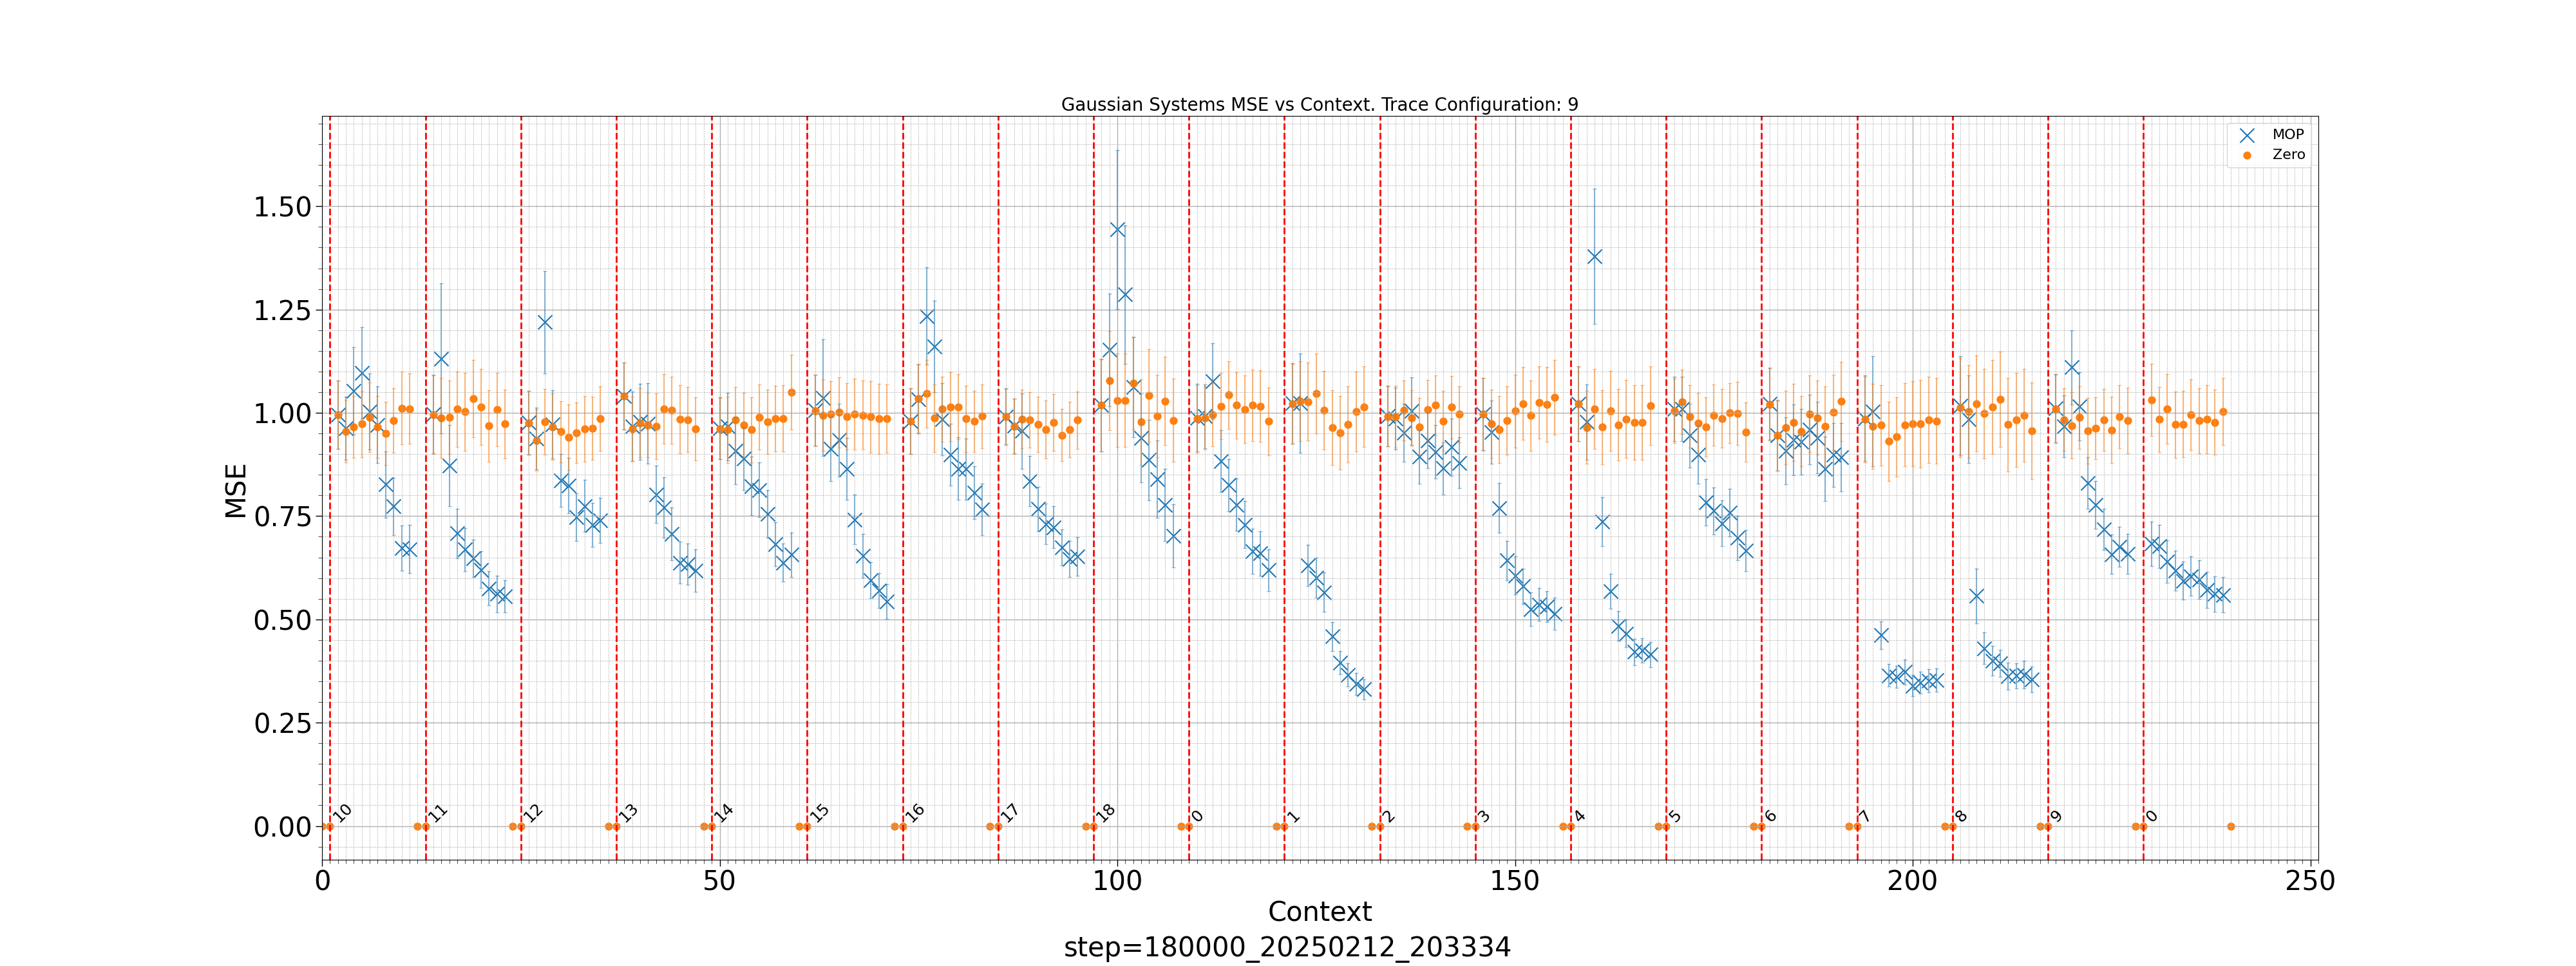 Gaussian Systems MSE vs Context. Trace Configuration: 9
MOP
Zero
MSE
1.50
1.25
1.00
0.75
0.50
0.25
0.00
10 11 12 13 14 15 16 17 18 0 1 2 3 4 5 6 7 8 9 0
0 50 100 150 200 250
Context
step=180000_20250212_203334